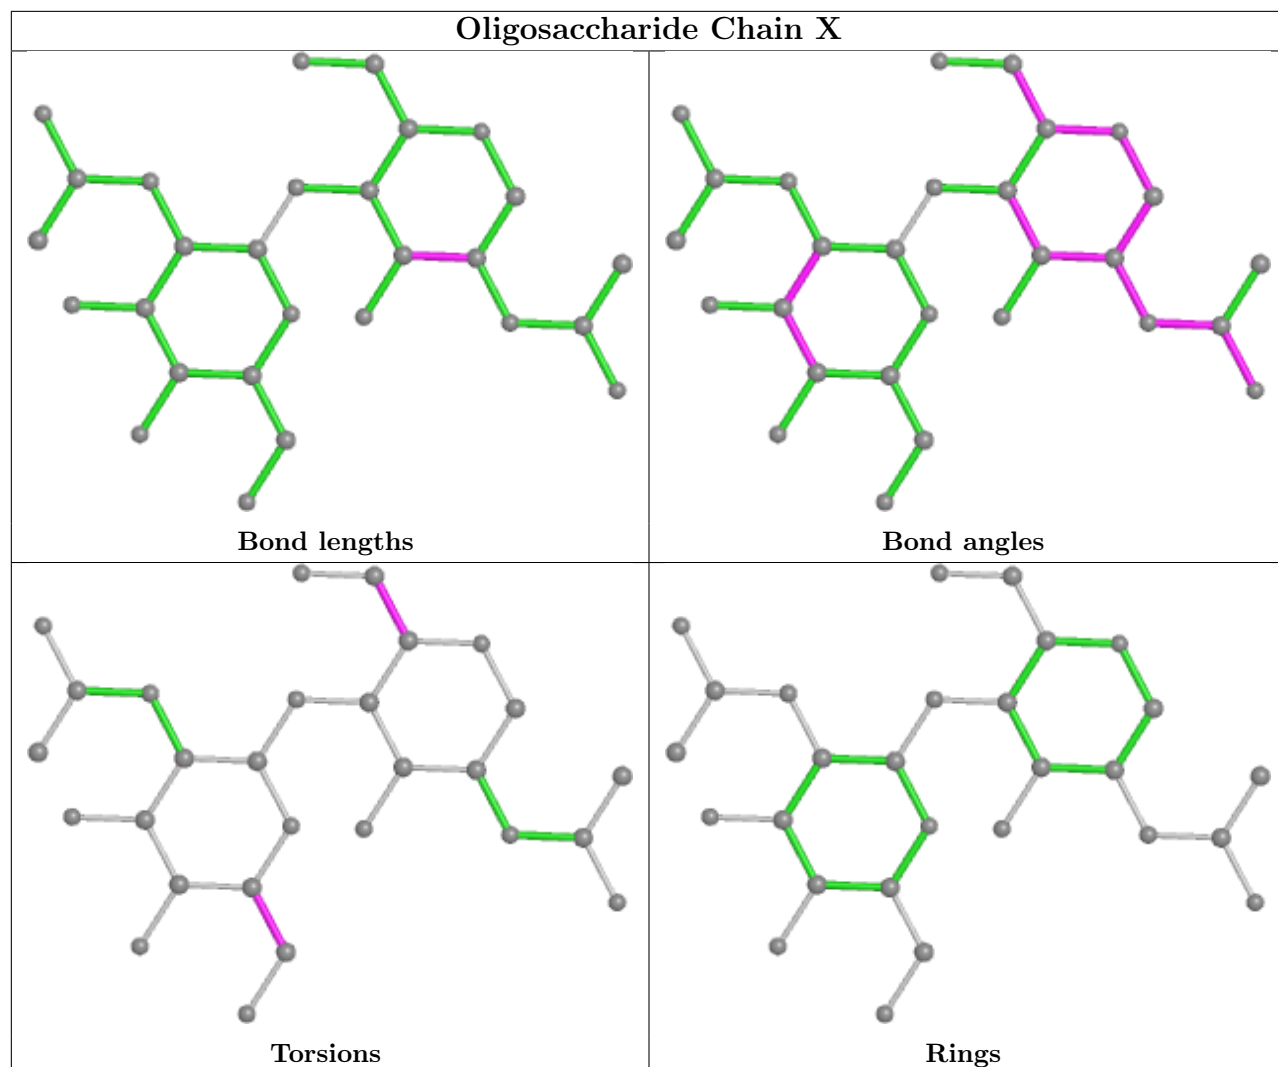 Oligosaccharide Chain X
Bond lengths
Bond angles
Torsions
Rings